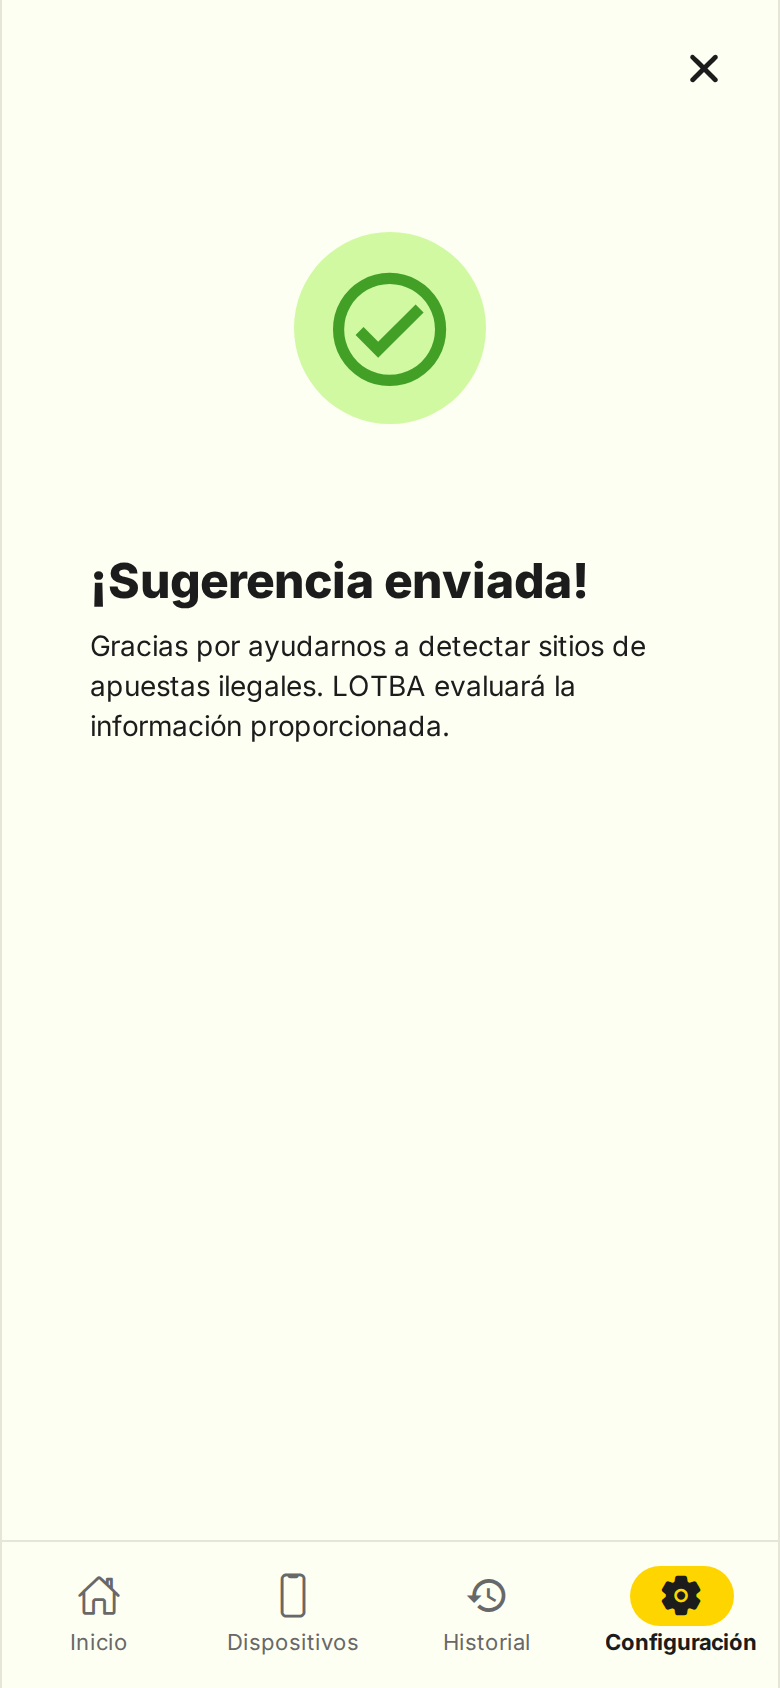 ¡Sugerencia enviada!
Gracias por ayudarnos a detectar sitios de
apuestas ilegales. LOTBA evaluará la
información proporcionada.
Inicio
Dispositivos
Historial
Configuración